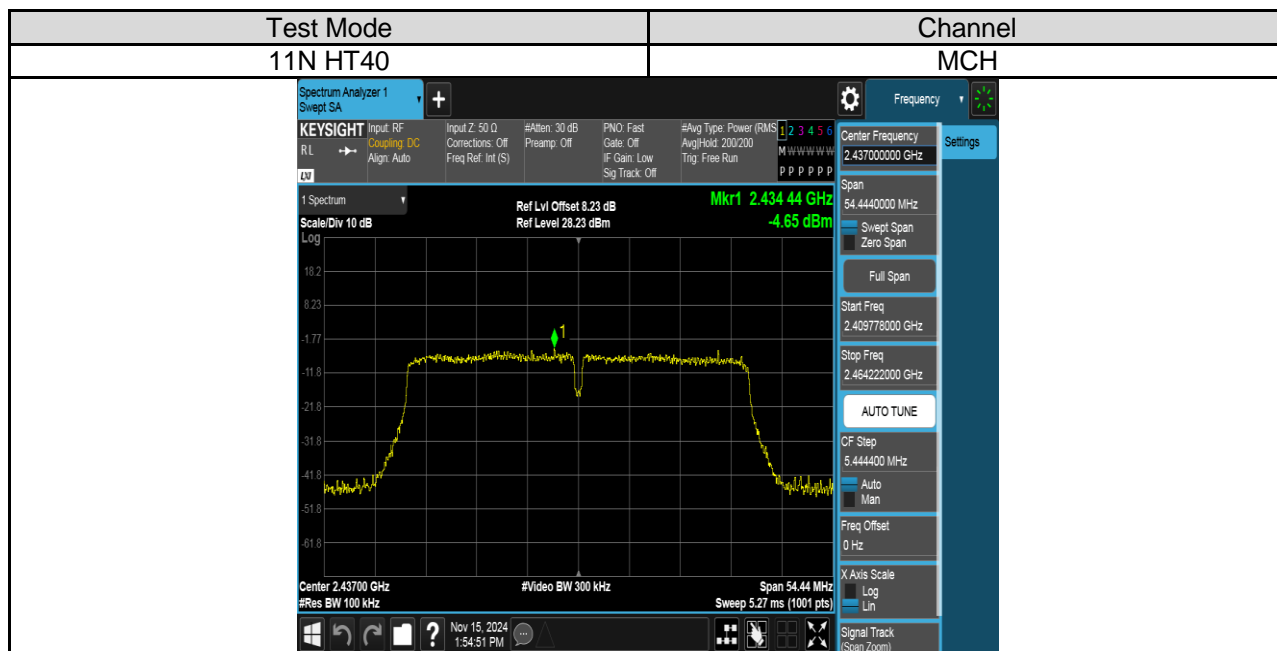 Test Mode Channel
11N HT40 MCH
Spectrum Analyzer 1
Swept SA
Frequency
KEYSIGHT
RL
LXI
Input: RF
Coupling: DC
Align: Auto
Input Z: 50 Ω
Corrections: Off
Freq Ref: Int (S)
#Atten: 30 dB
Preamp: Off
PNO: Fast
Gate: Off
IF Gain: Low
Sig Track: Off
#Avg Type: Power (RMS
Avg|Hold: 200/200
Trig: Free Run
1 2 3 4 5 6
M W W W W W
P P P P P P
Center Frequency
2.437000000 GHz
Settings
1 Spectrum
Scale/Div 10 dB
Log
Ref Lvl Offset 8.23 dB
Ref Level 28.23 dBm
Mkr1 2.434 44 GHz
-4.65 dBm
Span
54.4440000 MHz
Swept Span
Zero Span
Full Span
Start Freq
2.409778000 GHz
Stop Freq
2.464222000 GHz
AUTO TUNE
CF Step
5.444400 MHz
Auto
Man
Freq Offset
0 Hz
X Axis Scale
Log
Lin
Signal Track
(Span Zoom)
18.2
8.23
-1.77
-11.8
-21.8
-31.8
-41.8
-51.8
-61.8
1
Center 2.43700 GHz
#Res BW 100 kHz
#Video BW 300 kHz
Span 54.44 MHz
Sweep 5.27 ms (1001 pts)
?
Nov 15, 2024
1:54:51 PM